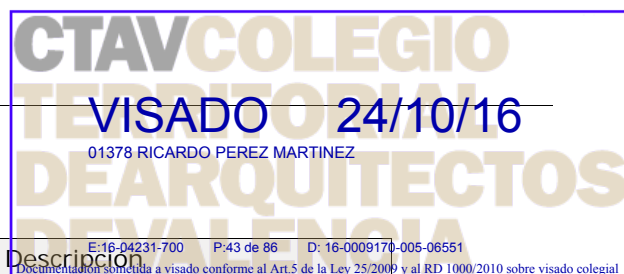 CTAVCOLEGIO
TERRITORIAL
DEARQUITECTOS
DEVALENCIA
VISADO 24/10/16
01378 RICARDO PEREZ MARTINEZ
E:16-04231-700 P:43 de 86 D: 16-0009170-005-06551
Descripción
Documentación sometida a visado conforme al Art.5 de la Ley 25/2009 y al RD 1000/2010 sobre visado colegial